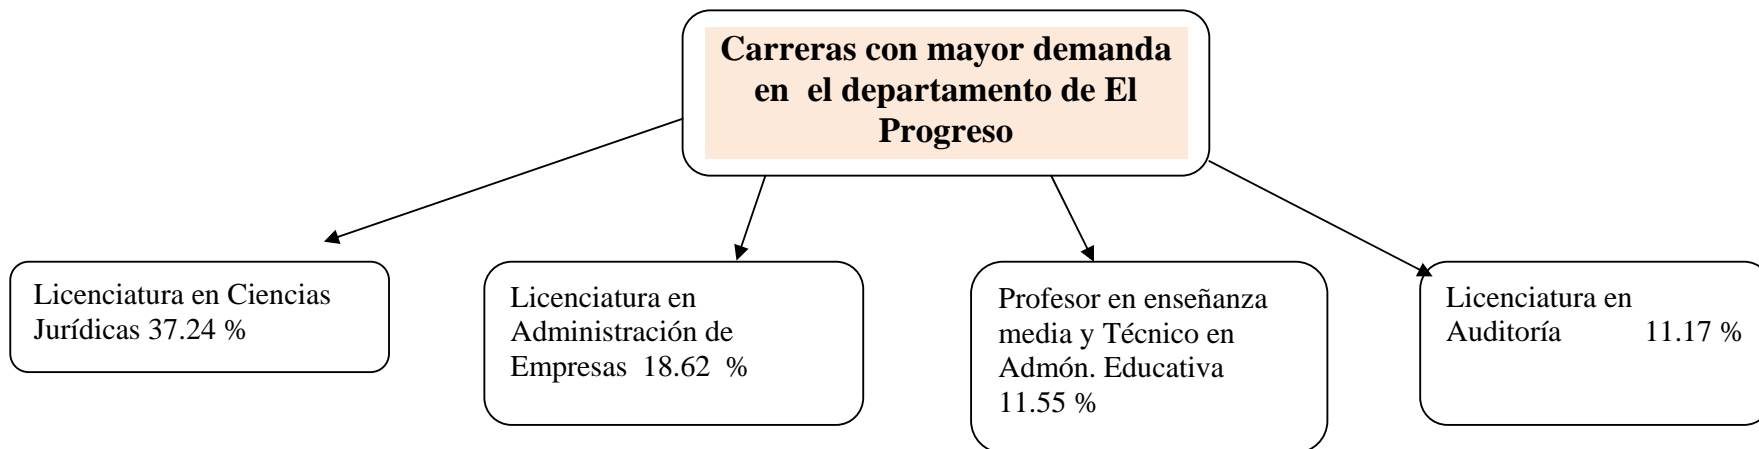 Carreras con mayor demanda
en el departamento de El
Progreso
Licenciatura en Ciencias
Jurídicas 37.24 %
Licenciatura en
Administración de
Empresas 18.62 %
Profesor en enseñanza
media y Técnico en
Admón. Educativa
11.55 %
Licenciatura en
Auditoría 11.17 %